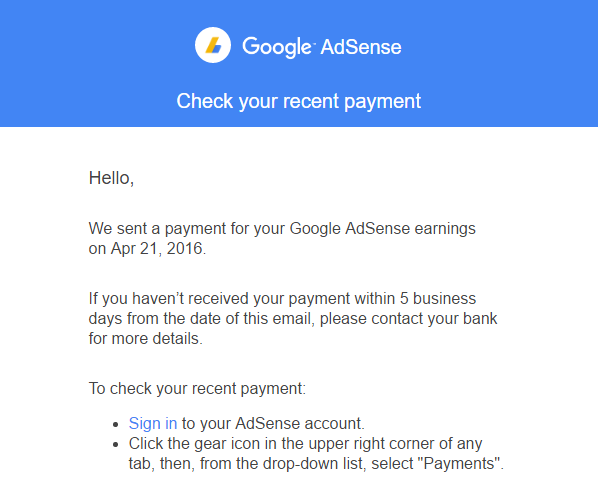 Google AdSense
Check your recent payment
Hello,
We sent a payment for your Google AdSense earnings
on Apr 21, 2016.
If you haven’t received your payment within 5 business
days from the date of this email, please contact your bank
for more details.
To check your recent payment:
• Sign in to your AdSense account.
• Click the gear icon in the upper right corner of any
tab, then, from the drop-down list, select "Payments".